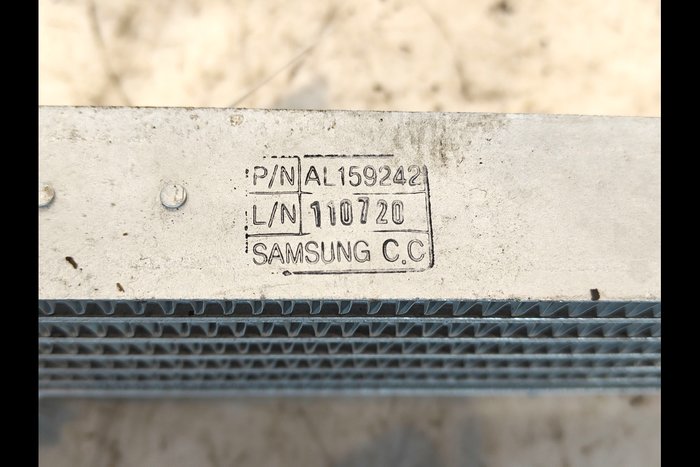 P/N AL159242
L/N 110720
SAMSUNG C.C